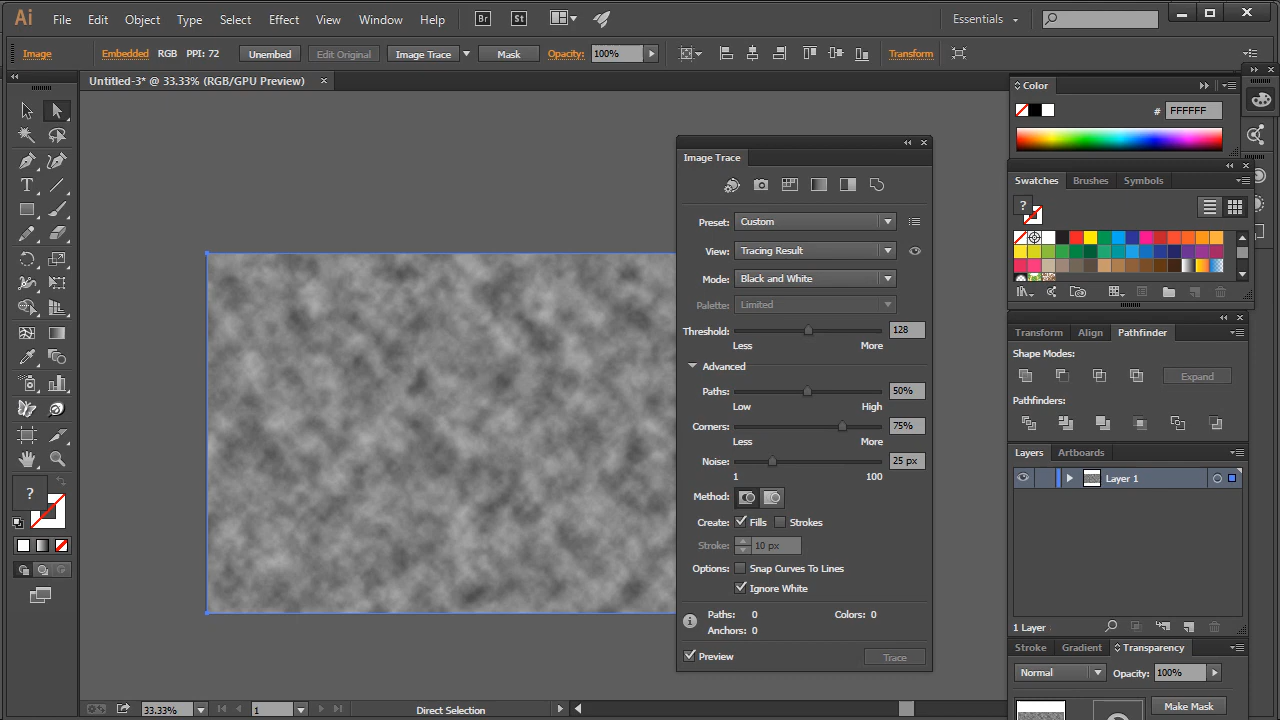 Ai File Edit Object Type Select Effect View Window Help Br St Essentials
Image Embedded RGB PPI: 72 Unembed Edit Original Image Trace Mask Opacity: 100% Transform
Untitled-3* @ 33.33% (RGB/GPU Preview)
Image Trace
Preset: Custom
View: Tracing Result
Mode: Black and White
Palette: Limited
Threshold: 128
Less More
Advanced
Paths: 50%
Low High
Corners: 75%
Less More
Noise: 25 px
1 100
Method:
Create: Fills Strokes
Stroke: 10 px
Options: Snap Curves To Lines
Ignore White
Paths: 0 Colors: 0
Anchors: 0
Preview Trace
Color
# FFFFFF
Swatches Brushes Symbols
?
Transform Align Pathfinder
Shape Modes:
Expand
Pathfinders:
Layers Artboards
Layer 1
1 Layer
Stroke Gradient Transparency
Normal Opacity: 100%
Make Mask
T
?
33.33% 1 Direct Selection